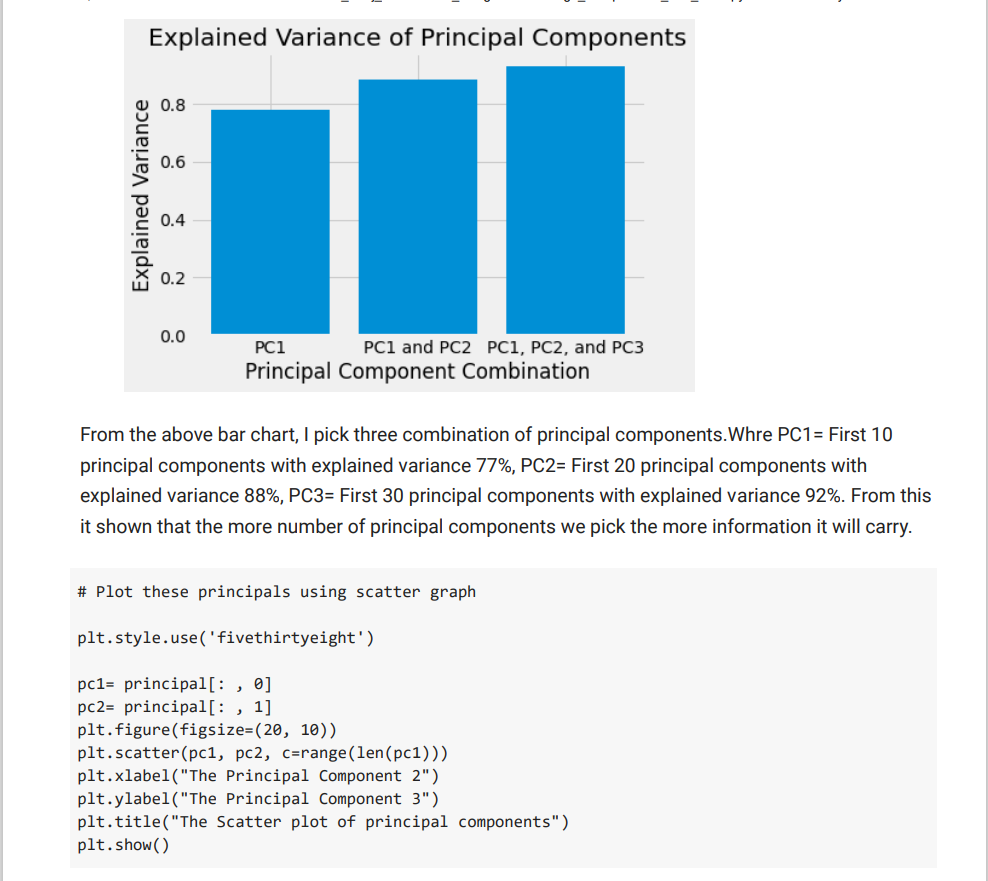 Explained Variance of Principal Components
Explained Variance
0.8
0.6
0.4
0.2
0.0
PC1
PC1 and PC2
PC1, PC2, and PC3
Principal Component Combination
From the above bar chart, I pick three combination of principal components.Whre PC1= First 10
principal components with explained variance 77%, PC2= First 20 principal components with
explained variance 88%, PC3= First 30 principal components with explained variance 92%. From this
it shown that the more number of principal components we pick the more information it will carry.
# Plot these principals using scatter graph
plt.style.use('fivethirtyeight')
pc1= principal[: , 0]
pc2= principal[: , 1]
plt.figure(figsize=(20, 10))
plt.scatter(pc1, pc2, c=range(len(pc1)))
plt.xlabel("The Principal Component 2")
plt.ylabel("The Principal Component 3")
plt.title("The Scatter plot of principal components")
plt.show()